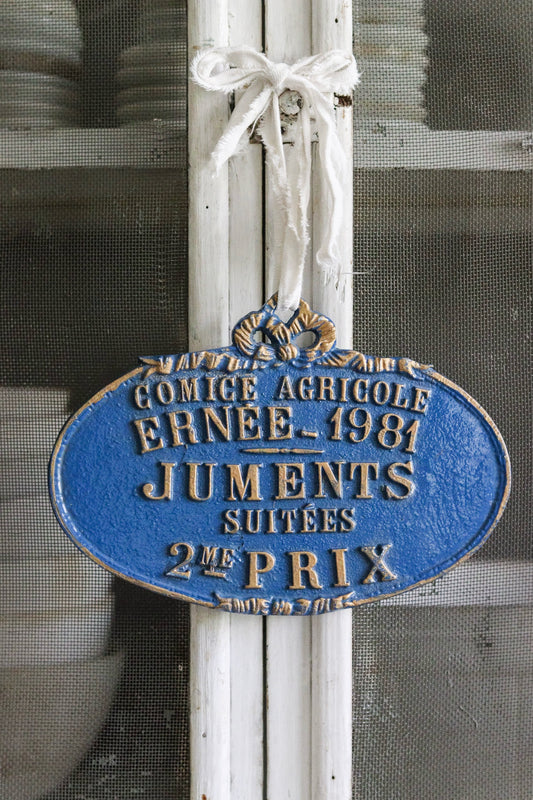 COMICE AGRICOLE
ERNÉE - 1981
JUMENTS
SUITÉES
2ME PRIX